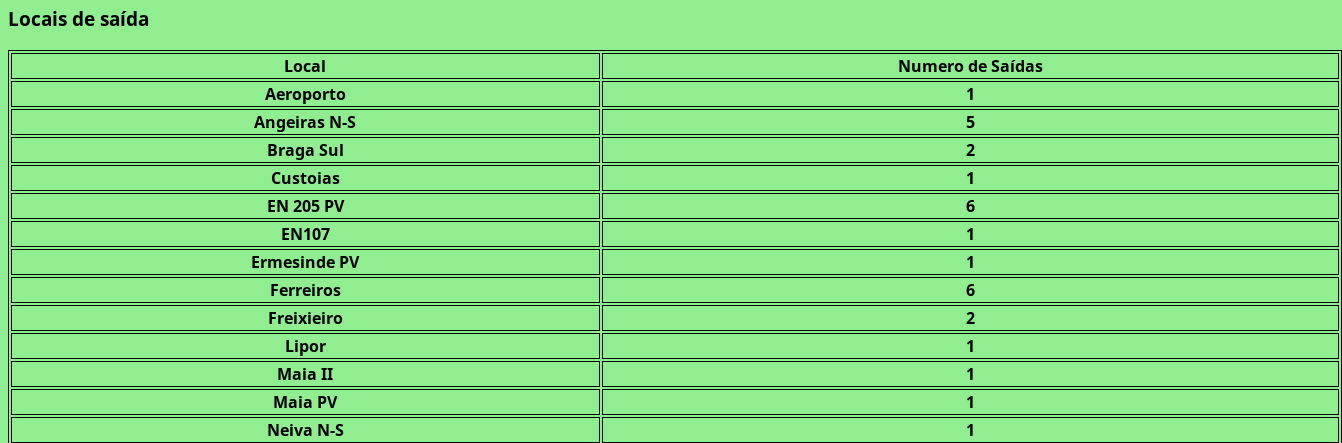 Locais de saída
Local Numero de Saídas
Aeroporto 1
Angeiras N-S 5
Braga Sul 2
Custoias 1
EN 205 PV 6
EN107 1
Ermesinde PV 1
Ferreiros 6
Freixieiro 2
Lipor 1
Maia II 1
Maia PV 1
Neiva N-S 1